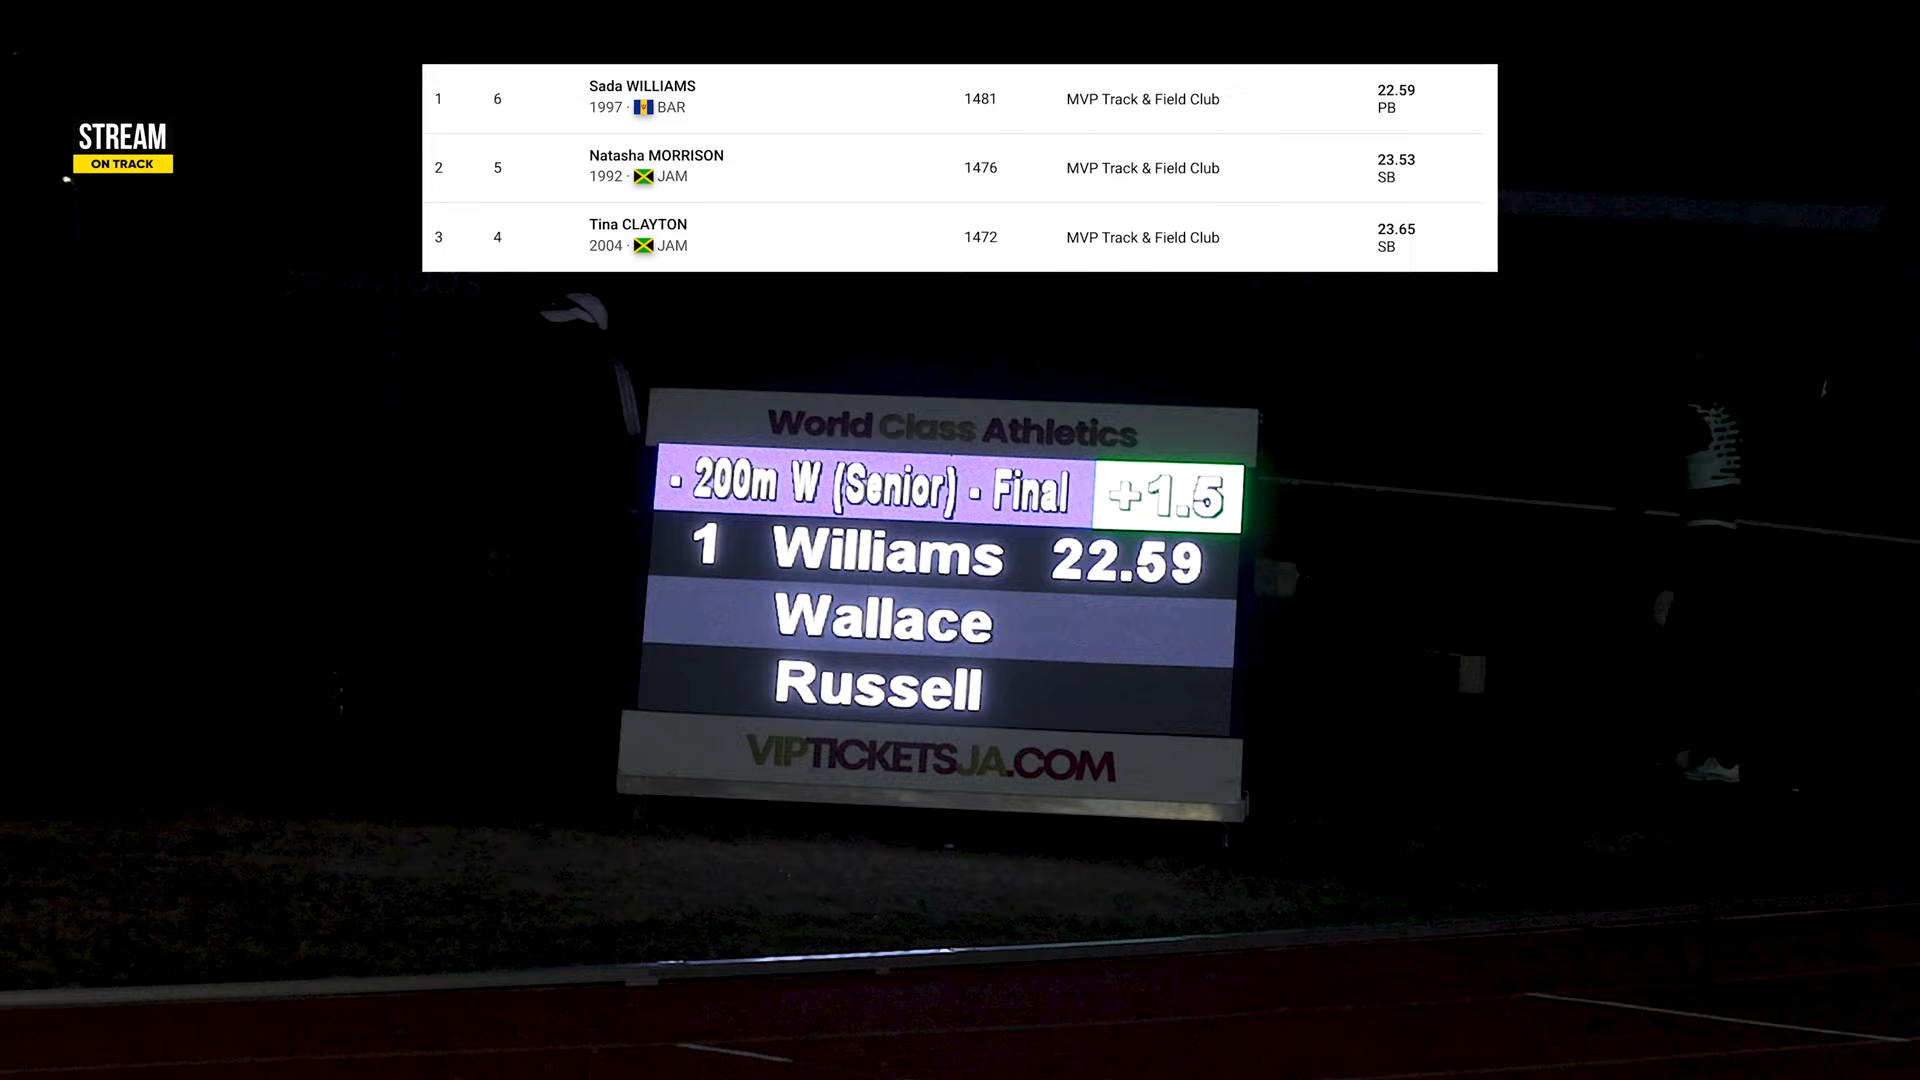 1 6 Sada WILLIAMS 1481 MVP Track & Field Club 22.59
1997 · BAR PB
2 5 Natasha MORRISON 1476 MVP Track & Field Club 23.53
1992 · JAM SB
3 4 Tina CLAYTON 1472 MVP Track & Field Club 23.65
2004 · JAM SB
STREAM
ON TRACK
World Class Athletics
- 200m W (Senior) - Final +1.5
1 Williams 22.59
Wallace
Russell
VIPTICKETSJA.COM